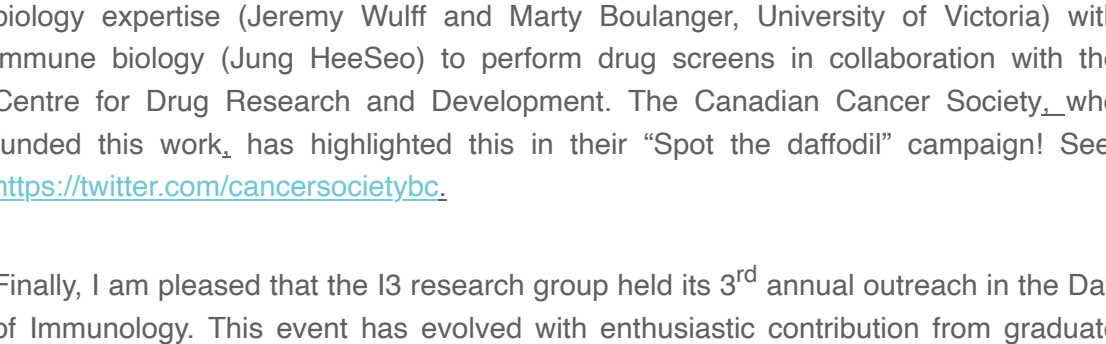 biology expertise (Jeremy Wulff and Marty Boulanger, University of Victoria) with
immune biology (Jung HeeSeo) to perform drug screens in collaboration with the
Centre for Drug Research and Development. The Canadian Cancer Society, who
funded this work, has highlighted this in their “Spot the daffodil” campaign! See
https://twitter.com/cancersocietybc.
Finally, I am pleased that the I3 research group held its 3rd annual outreach in the Day
of Immunology. This event has evolved with enthusiastic contribution from graduate